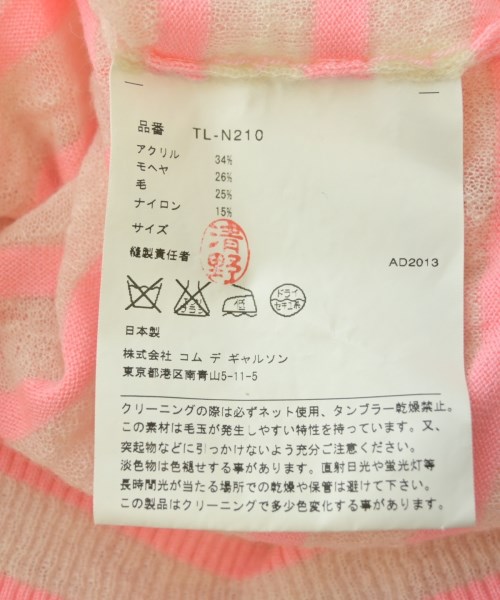 品番 TL-N210
アクリル 34%
モヘヤ 26%
毛 25%
ナイロン 15%
サイズ
縫製責任者 清野
AD2013
ドライ
セキユ系
日本製
株式会社 コム デ ギャルソン
東京都港区南青山5-11-5
クリーニングの際は必ずネット使用、タンブラー乾燥禁止。
この素材は毛玉が発生しやすい特性を持っています。又、
突起物などに引っかけないよう充分ご注意ください。
淡色物は色褪せする事があります。直射日光や蛍光灯等
長時間光が当たる場所での乾燥や保管は避けて下さい。
この製品はクリーニングで多少色変化する事があります。